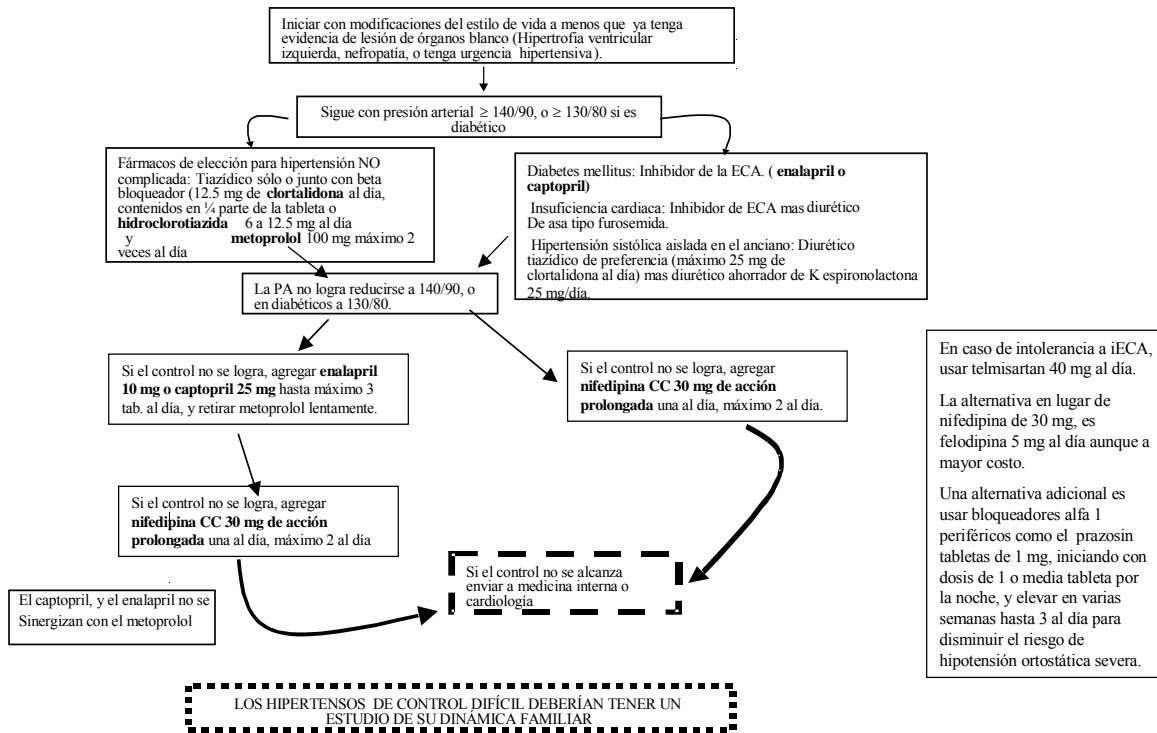 Iniciar con modificaciones del estilo de vida a menos que ya tenga
evidencia de lesión de órganos blanco (Hipertrofía ventricular
izquierda, nefropatía, o tenga urgencia hipertensiva).
Sigue con presión arterial ≥ 140/90, o ≥ 130/80 si es
diabético
Fármacos de elección para hipertensión NO
complicada: Tiazídico sólo o junto con beta
bloqueador (12.5 mg de clortalidona al día,
contenidos en ¼ parte de la tableta o
hidroclorotiazida 6 a 12.5 mg al día
y metoprolol 100 mg máximo 2
veces al día
Diabetes mellitus: Inhibidor de la ECA. ( enalapril o
captopril)
Insuficiencia cardiaca: Inhibidor de ECA mas diurético
De asa tipo furosemida.
Hipertensión sistólica aislada en el anciano: Diurético
tiazídico de preferencia (máximo 25 mg de
clortalidona al día) mas diurético ahorrador de K espironolactona
25 mg/día.
La PA no logra reducirse a 140/90, o
en diabéticos a 130/80.
Si el control no se logra, agregar enalapril
10 mg o captopril 25 mg hasta máximo 3
tab. al día, y retirar metoprolol lentamente.
Si el control no se logra, agregar
nifedipina CC 30 mg de acción
prolongada una al día, máximo 2 al día.
En caso de intolerancia a iECA,
usar telmisartan 40 mg al día.
La alternativa en lugar de
nifedipina de 30 mg, es
felodipina 5 mg al día aunque a
mayor costo.
Una alternativa adicional es
usar bloqueadores alfa 1
periféricos como el prazosin
tabletas de 1 mg, iniciando con
dosis de 1 o media tableta por
la noche, y elevar en varias
semanas hasta 3 al día para
disminuir el riesgo de
hipotensión ortostática severa.
Si el control no se logra, agregar
nifedipina CC 30 mg de acción
prolongada una al día, máximo 2 al día
Si el control no se alcanza
enviar a medicina interna o
cardiología
El captopril, y el enalapril no se
Sinergizan con el metoprolol
LOS HIPERTENSOS DE CONTROL DIFÍCIL DEBERÍAN TENER UN
ESTUDIO DE SU DINÁMICA FAMILIAR